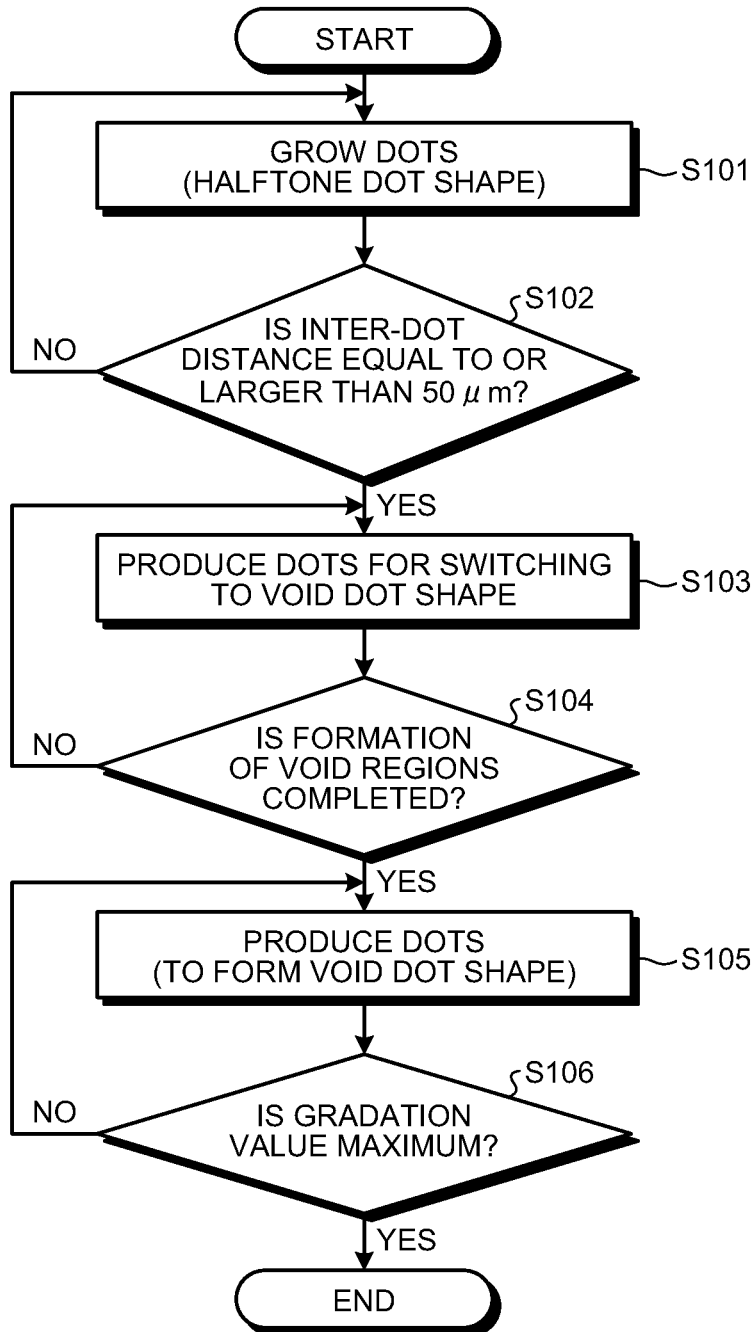 START
GROW DOTS
(HALFTONE DOT SHAPE)
S101
S102
IS INTER-DOT
DISTANCE EQUAL TO OR
LARGER THAN 50 μm?
NO
YES
PRODUCE DOTS FOR SWITCHING
TO VOID DOT SHAPE
S103
S104
IS FORMATION
OF VOID REGIONS
COMPLETED?
NO
YES
PRODUCE DOTS
(TO FORM VOID DOT SHAPE)
S105
S106
IS GRADATION
VALUE MAXIMUM?
NO
YES
END